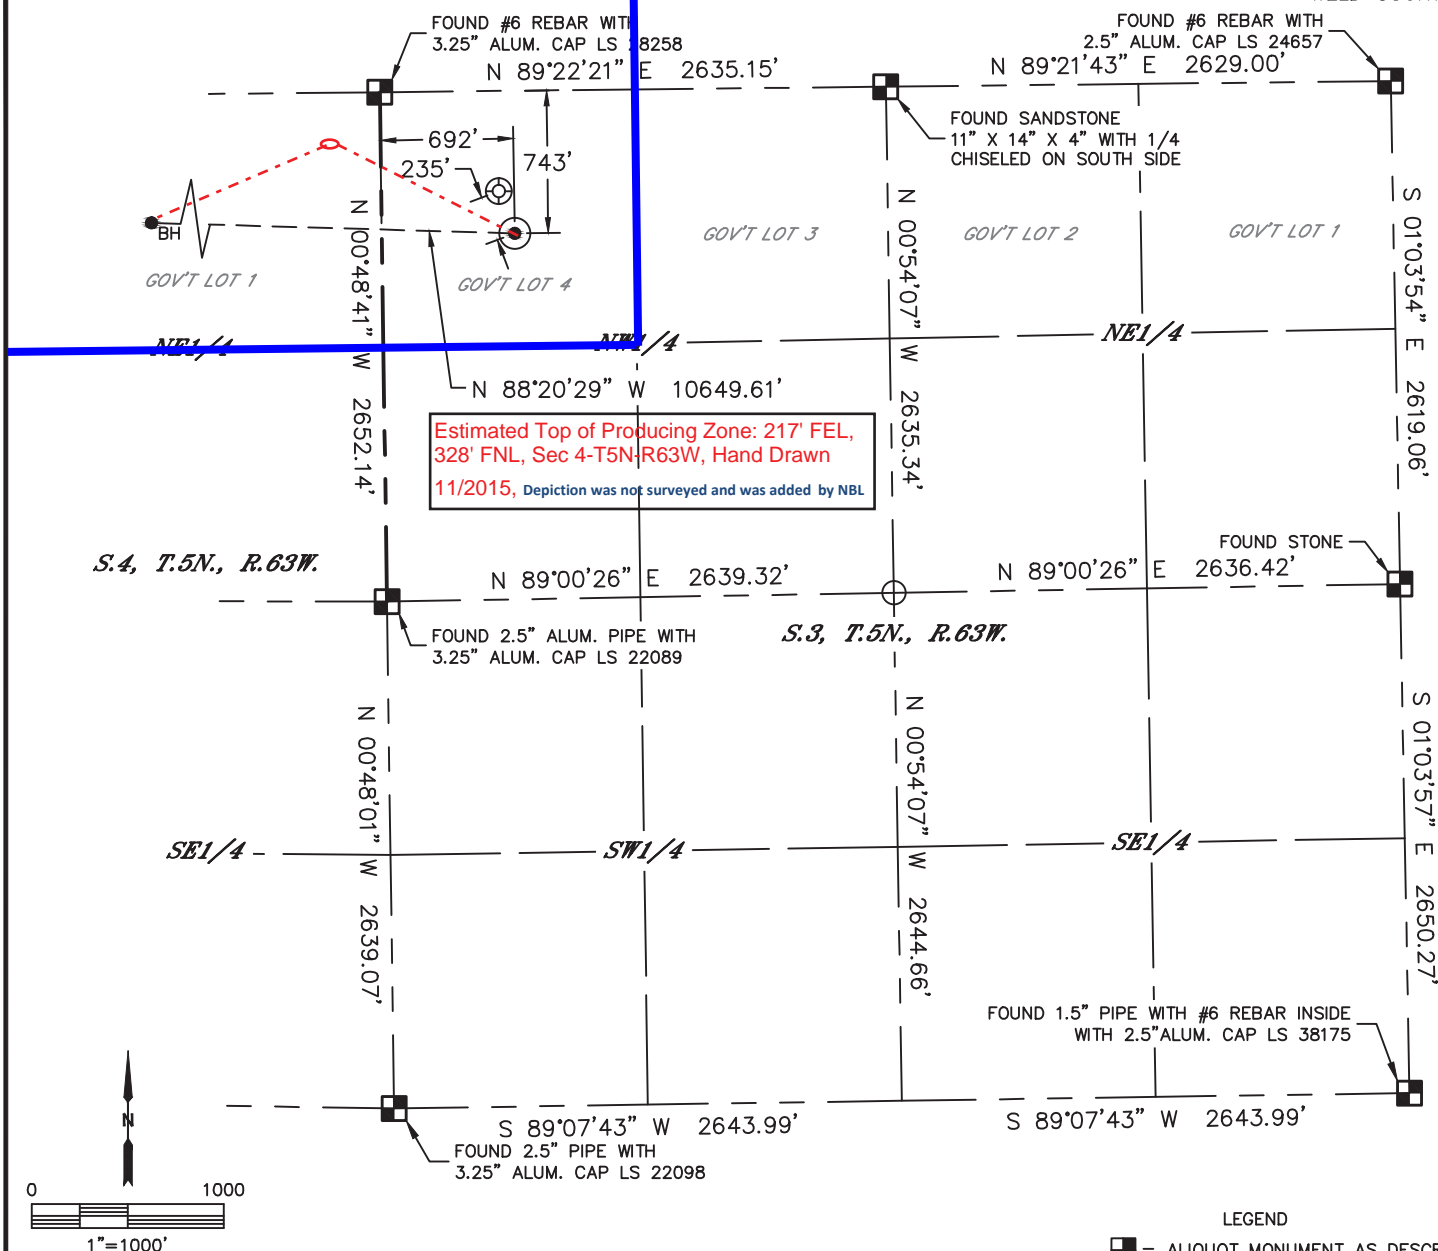 FOUND #6 REBAR WITH
3.25" ALUM. CAP LS 38258
N 89°22'21" E 2635.15'
FOUND #6 REBAR WITH
2.5" ALUM. CAP LS 24657
N 89°21'43" E 2629.00'
FOUND SANDSTONE
11" X 14" X 4" WITH 1/4
CHISELED ON SOUTH SIDE
692'
743'
235'
BH
GOV'T LOT 1
GOV'T LOT 4
GOV'T LOT 3
GOV'T LOT 2
GOV'T LOT 1
N 00°48'41" W 2652.14'
N 00°54'07" W 2635.34'
S 01°03'54" E 2619.06'
NE1/4
NW1/4
NE1/4
N 88°20'29" W 10649.61'
Estimated Top of Producing Zone: 217' FEL,
328' FNL, Sec 4-T5N-R63W, Hand Drawn
11/2015, Depiction was not surveyed and was added by NBL
S.4, T.5N., R.63W.
N 89°00'26" E 2639.32'
N 89°00'26" E 2636.42'
FOUND STONE
FOUND 2.5" ALUM. PIPE WITH
3.25" ALUM. CAP LS 22089
S.3, T.5N., R.63W.
N 00°48'01" W 2639.07'
N 00°54'07" W 2644.66'
S 01°03'57" E 2650.27'
SE1/4
SW1/4
SE1/4
FOUND 1.5" PIPE WITH #6 REBAR INSIDE
WITH 2.5"ALUM. CAP LS 38175
S 89°07'43" W 2643.99'
S 89°07'43" W 2643.99'
FOUND 2.5" PIPE WITH
3.25" ALUM. CAP LS 22098
N
0 1000
1"=1000'
LEGEND
= ALIQUOT MONUMENT AS